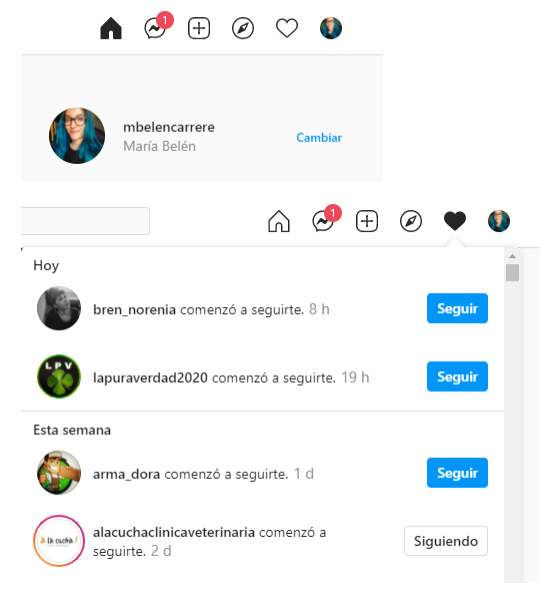 1
mbelencarrere
María Belén
Cambiar
1
Hoy
bren_norenia comenzó a seguirte. 8 h
Seguir
LPV
lapuraverdad2020 comenzó a seguirte. 19 h
Seguir
Esta semana
arma_dora comenzó a seguirte. 1 d
Seguir
a la cucha!
alacuchaclinicaveterinaria comenzó a
seguirte. 2 d
Siguiendo